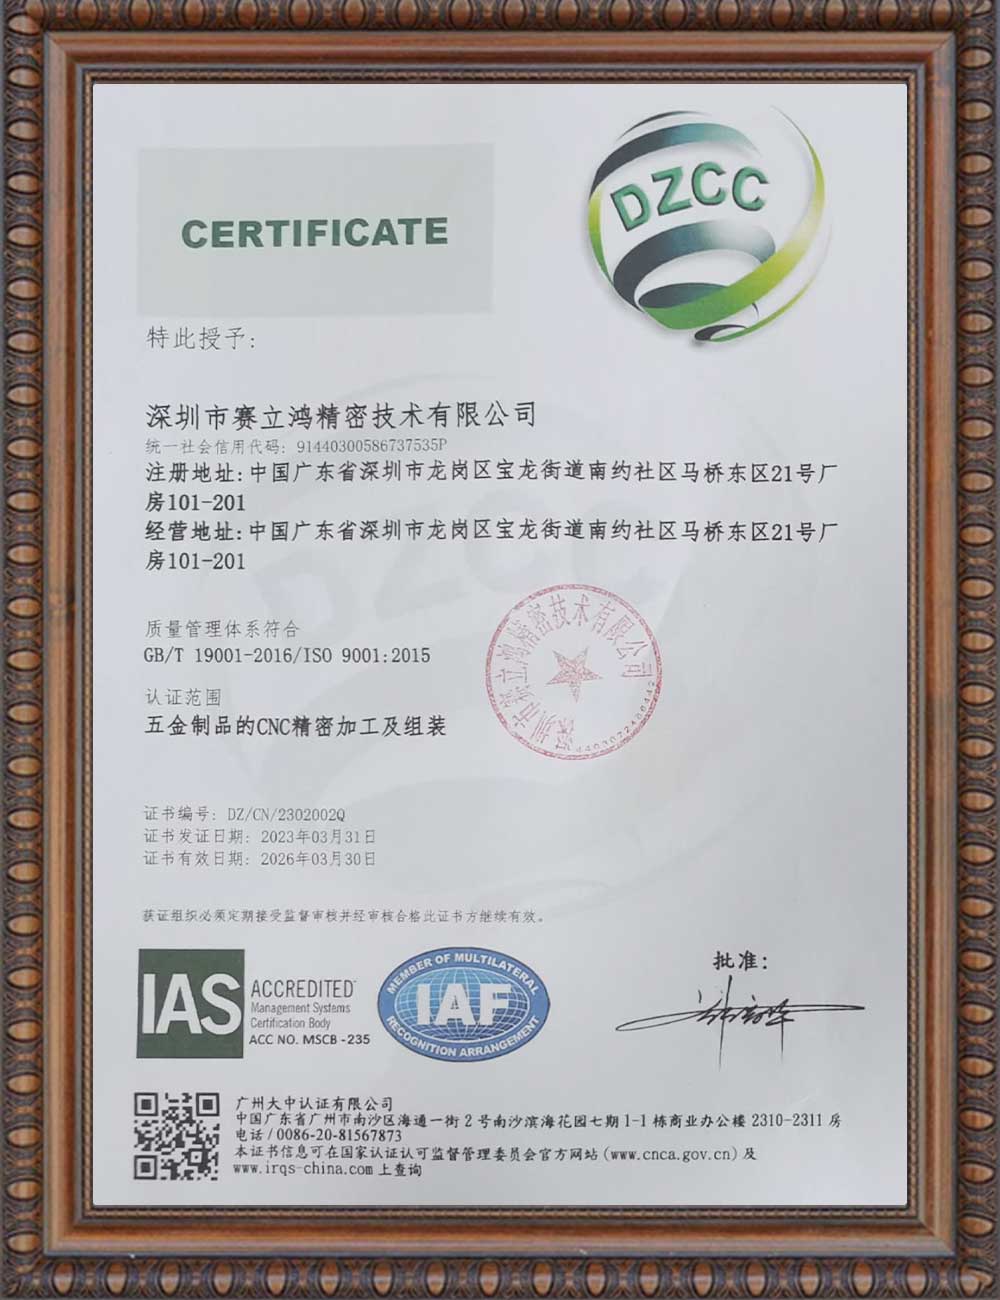 CERTIFICATE
DZCC
特此授予:
深圳市赛立鸿精密技术有限公司
统一社会信用代码: 91440300586737535P
注册地址:中国广东省深圳市龙岗区宝龙街道南约社区马桥东区21号厂
房101-201
经营地址:中国广东省深圳市龙岗区宝龙街道南约社区马桥东区21号厂
房101-201
质量管理体系符合
GB/T 19001-2016/ISO 9001:2015
认证范围
五金制品的CNC精密加工及组装
深圳市赛立鸿精密技术有限公司
证书编号: DZ/CN/2302002Q
证书发证日期: 2023年03月31日
证书有效日期: 2026年03月30日
获证组织必须定期接受监督审核并经审核合格此证书方继续有效。
IAS
ACCREDITED
Management Systems
Certification Body
ACC NO. MSCB-235
MEMBER OF MULTILATERAL
IAF
RECOGNITION ARRANGEMENT
批准:
广州大中认证有限公司
中国广东省广州市南沙区海通一街2号南沙滨海花园七期1-1栋商业办公楼2310-2311房
电话/0086-20-81567873
本证书信息可在国家认证认可监督管理委员会官方网站(www.cnca.gov.cn)及
www.irqs-china.com上查询